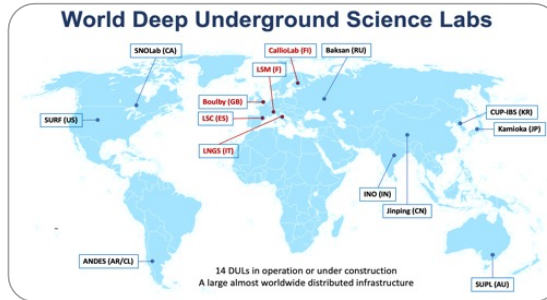 World Deep Underground Science Labs
SNOLab (CA)
CallioLab (FI)
Baksan (RU)
LSM (F)
Boulby (GB)
CUP-IBS (KR)
SURF (US)
LSC (ES)
Kamioka (JP)
LNGS (IT)
INO (IN)
Jinping (CN)
ANDES (AR/CL)
14 DULs in operation or under construction
A large almost worldwide distributed infrastructure
SUPL (AU)